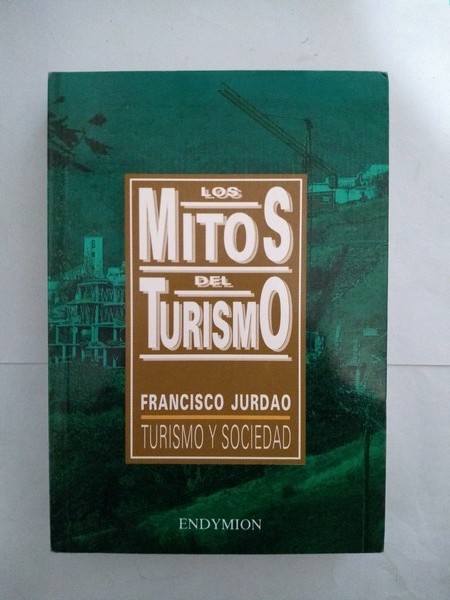 LOS
MITOS
DEL
TURISMO
FRANCISCO JURDAO
TURISMO Y SOCIEDAD
ENDYMION